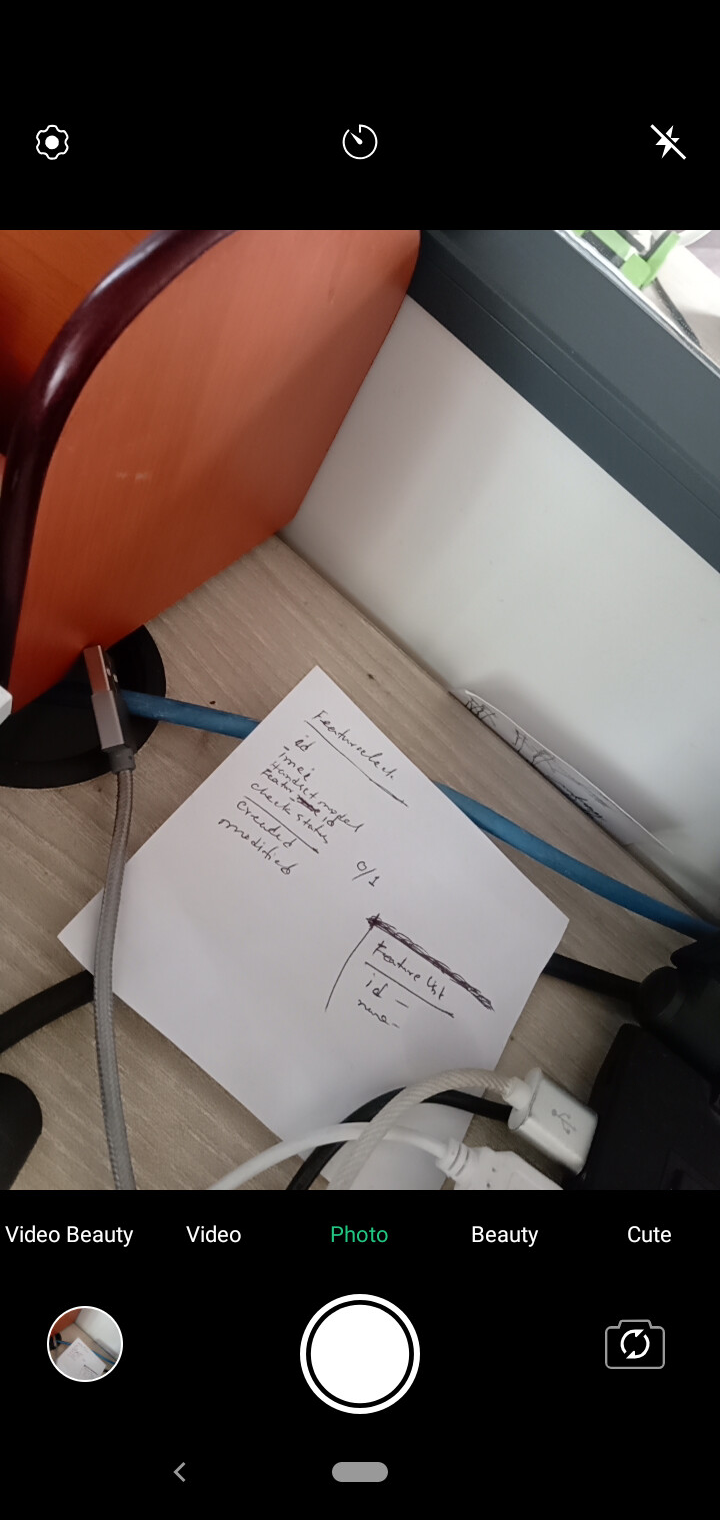 Featurecheck
id
imei
Handset model
Feature id
check status
Created
modified
0/1
Feature list
id -
name -
Video Beauty
Video
Photo
Beauty
Cute